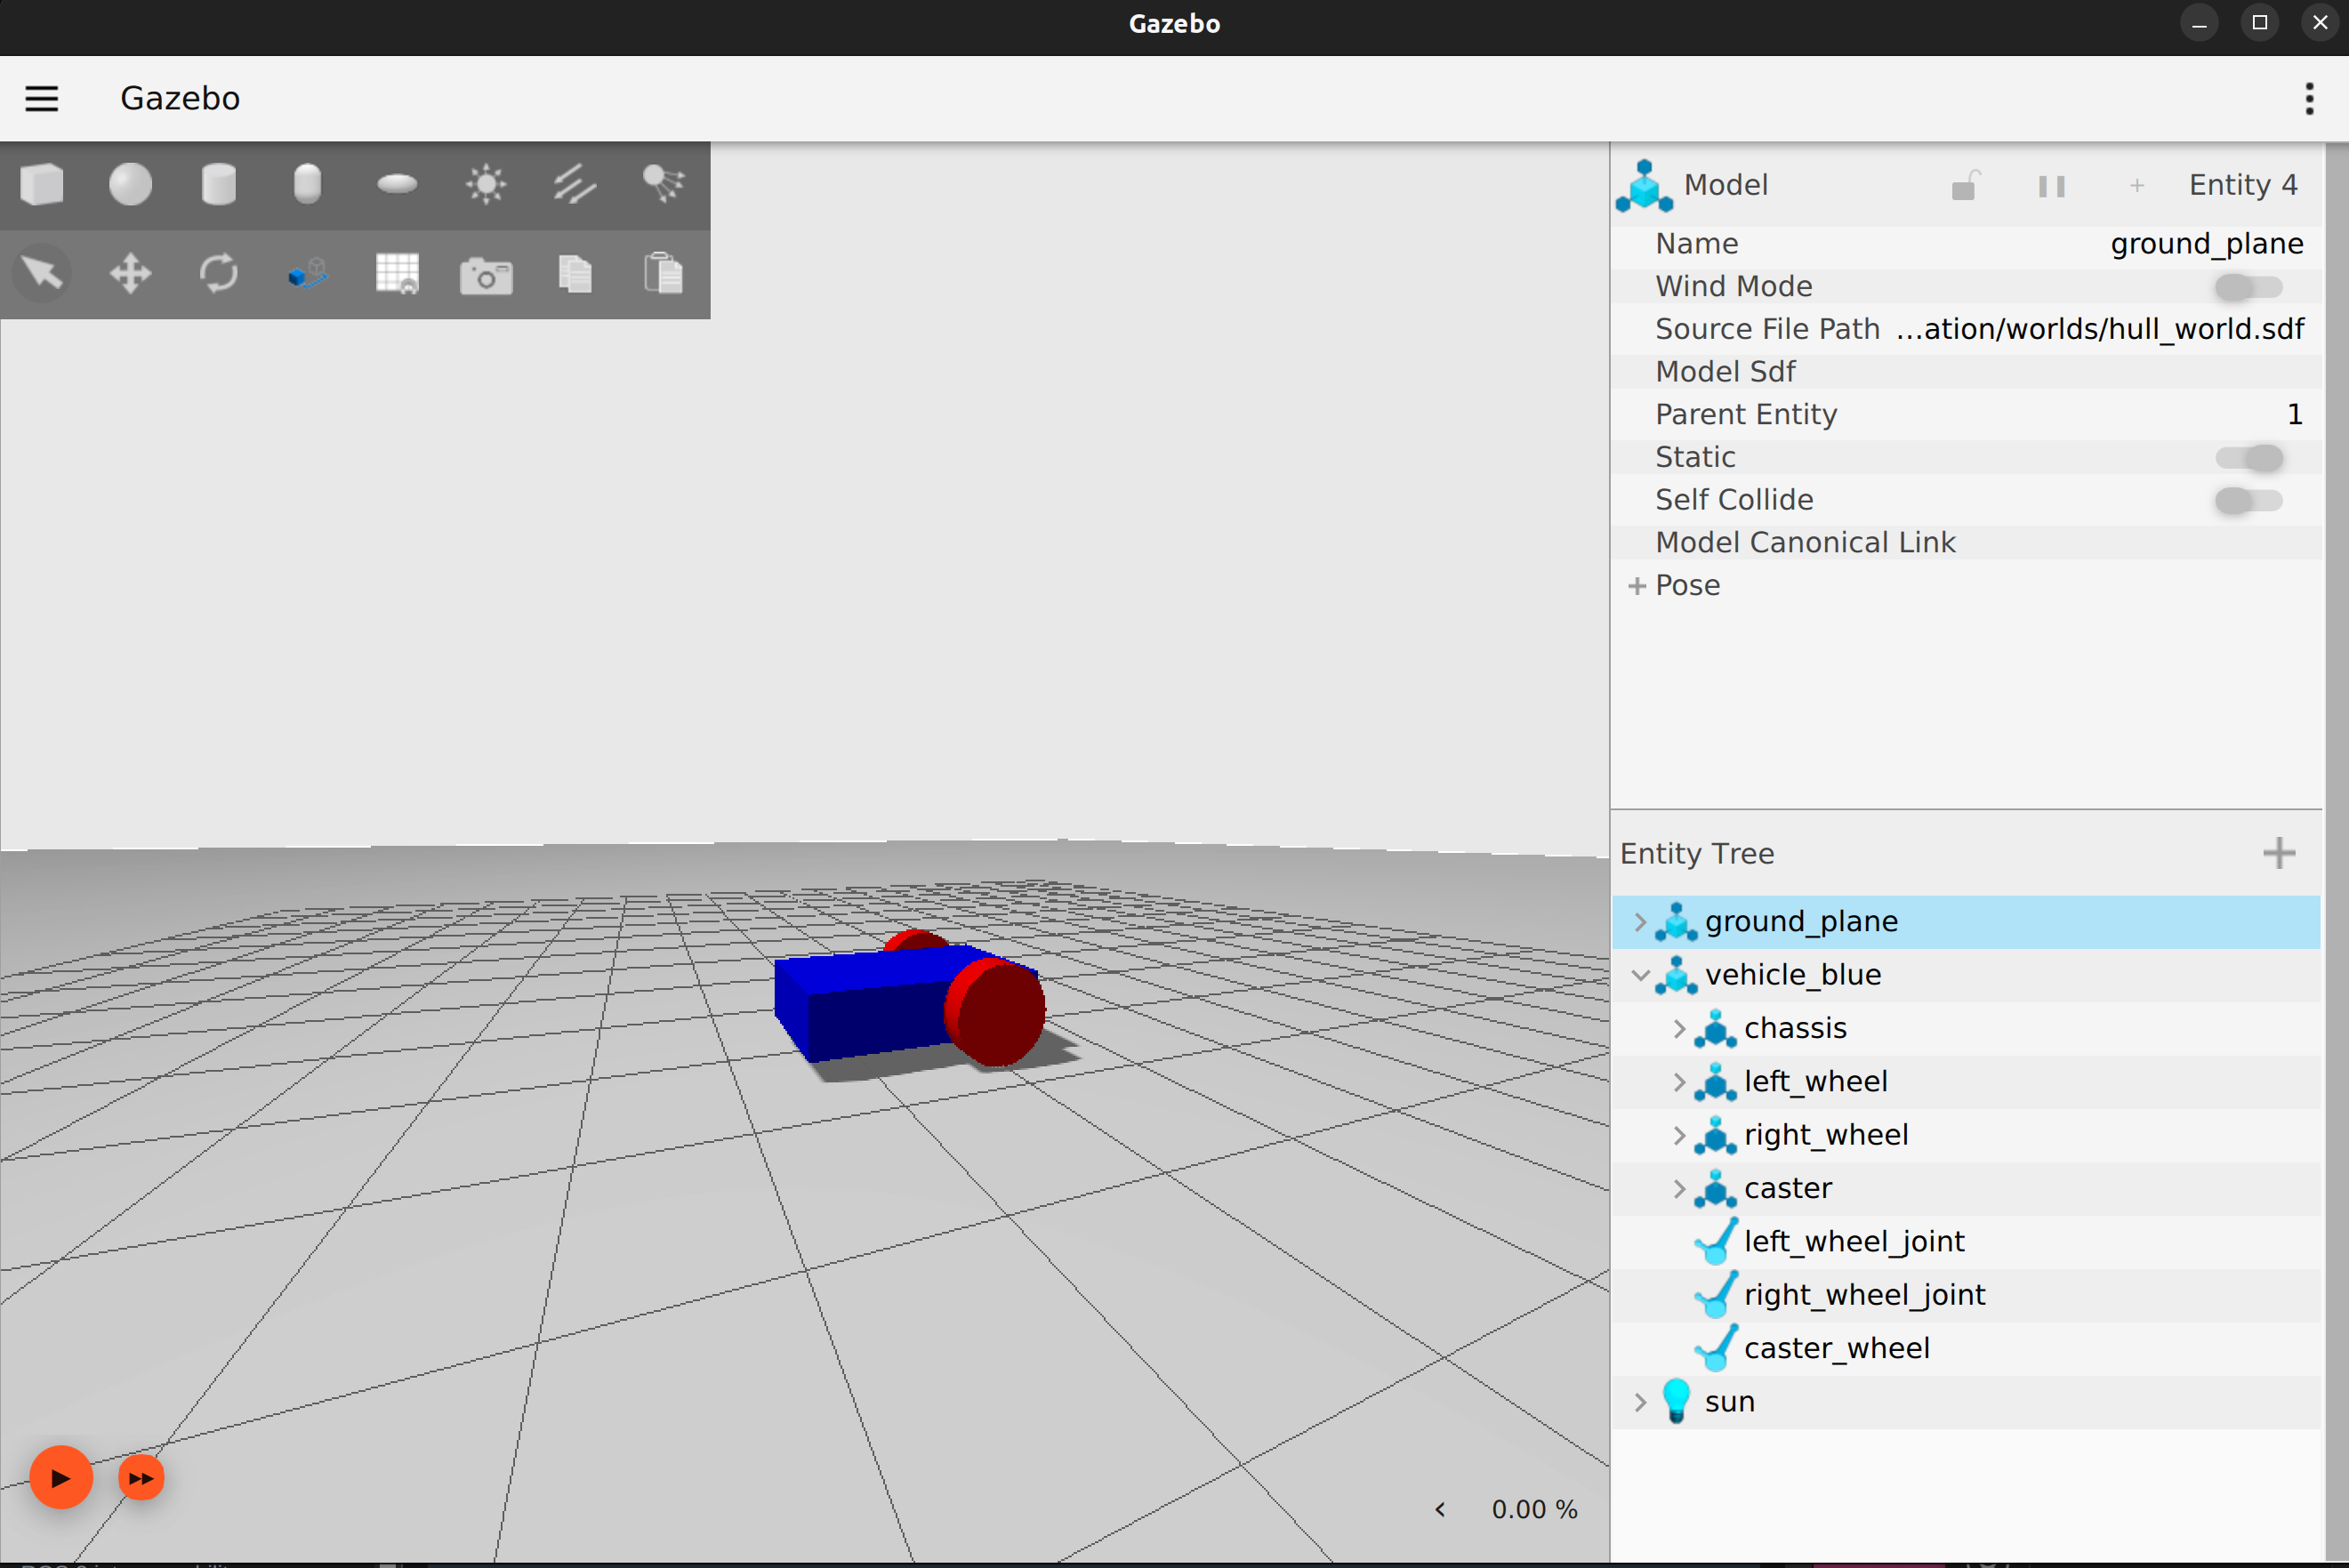 Gazebo
Gazebo
Model Entity 4
Name ground_plane
Wind Mode
Source File Path ...ation/worlds/hull_world.sdf
Model Sdf
Parent Entity 1
Static
Self Collide
Model Canonical Link
+ Pose
Entity Tree
ground_plane
vehicle_blue
chassis
left_wheel
right_wheel
caster
left_wheel_joint
right_wheel_joint
caster_wheel
sun
0.00 %